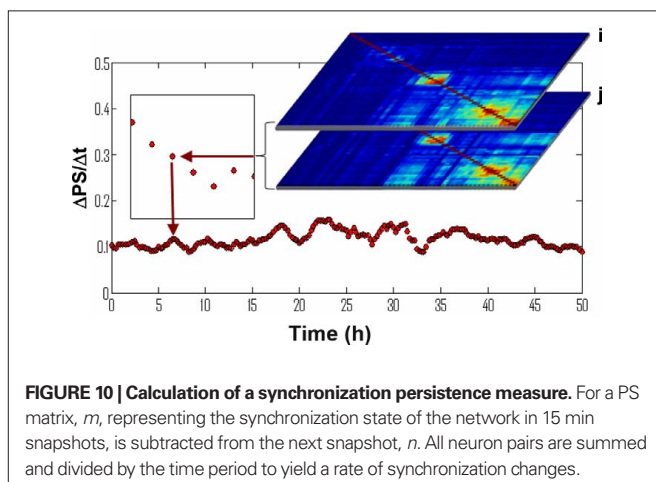 i
j
0.5
0.4
0.3
0.2
0.1
0
ΔPS/Δt
0 5 10 15 20 25 30 35 40 45 50
Time (h)
FIGURE 10 | Calculation of a synchronization persistence measure. For a PS
matrix, m, representing the synchronization state of the network in 15 min
snapshots, is subtracted from the next snapshot, n. All neuron pairs are summed
and divided by the time period to yield a rate of synchronization changes.